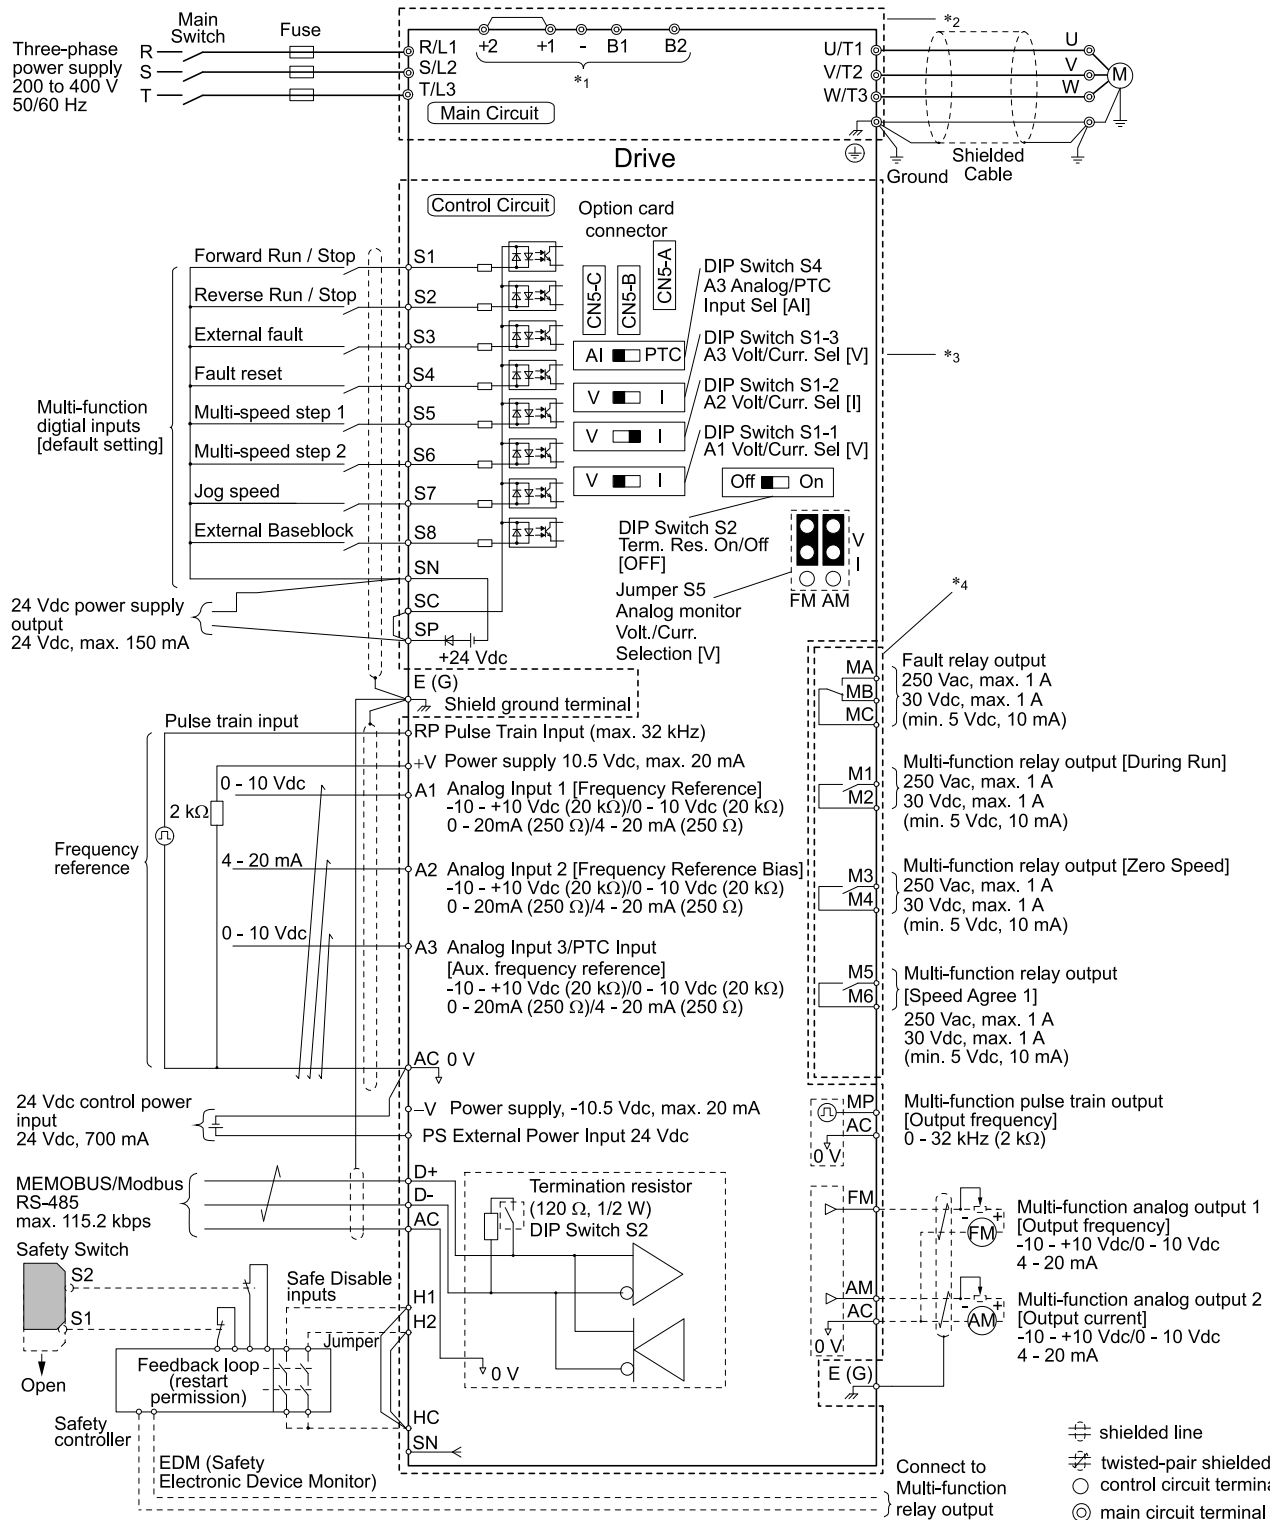 Main
Switch
Fuse
Three-phase
power supply
200 to 400 V
50/60 Hz
R
S
T
R/L1
S/L2
T/L3
+2
+1
-
B1
B2
*1
Main Circuit
*2
U/T1
V/T2
W/T3
U
V
W
M
Drive
Ground
Shielded
Cable
Control Circuit
Option card
connector
CN5-C
CN5-B
CN5-A
Multi-function
digtial inputs
[default setting]
Forward Run / Stop
S1
Reverse Run / Stop
S2
External fault
S3
Fault reset
S4
Multi-speed step 1
S5
Multi-speed step 2
S6
Jog speed
S7
External Baseblock
S8
SN
SC
SP
+24 Vdc
24 Vdc power supply
output
24 Vdc, max. 150 mA
DIP Switch S4
A3 Analog/PTC
Input Sel [AI]
AI
PTC
DIP Switch S1-3
A3 Volt/Curr. Sel [V]
V
I
DIP Switch S1-2
A2 Volt/Curr. Sel [I]
V
I
DIP Switch S1-1
A1 Volt/Curr. Sel [V]
V
I
*3
Off
On
DIP Switch S2
Term. Res. On/Off
[OFF]
Jumper S5
Analog monitor
Volt./Curr.
Selection [V]
V
I
FM AM
*4
E (G)
Shield ground terminal
Frequency
reference
Pulse train input
RP Pulse Train Input (max. 32 kHz)
+V Power supply 10.5 Vdc, max. 20 mA
2 kΩ
0 - 10 Vdc
A1 Analog Input 1 [Frequency Reference]
-10 - +10 Vdc (20 kΩ)/0 - 10 Vdc (20 kΩ)
0 - 20mA (250 Ω)/4 - 20 mA (250 Ω)
4 - 20 mA
A2 Analog Input 2 [Frequency Reference Bias]
-10 - +10 Vdc (20 kΩ)/0 - 10 Vdc (20 kΩ)
0 - 20mA (250 Ω)/4 - 20 mA (250 Ω)
0 - 10 Vdc
A3 Analog Input 3/PTC Input
[Aux. frequency reference]
-10 - +10 Vdc (20 kΩ)/0 - 10 Vdc (20 kΩ)
0 - 20mA (250 Ω)/4 - 20 mA (250 Ω)
AC 0 V
24 Vdc control power
input
24 Vdc, 700 mA
–V Power supply, -10.5 Vdc, max. 20 mA
PS External Power Input 24 Vdc
MA
MB
MC
Fault relay output
250 Vac, max. 1 A
30 Vdc, max. 1 A
(min. 5 Vdc, 10 mA)
M1
M2
Multi-function relay output [During Run]
250 Vac, max. 1 A
30 Vdc, max. 1 A
(min. 5 Vdc, 10 mA)
M3
M4
Multi-function relay output [Zero Speed]
250 Vac, max. 1 A
30 Vdc, max. 1 A
(min. 5 Vdc, 10 mA)
M5
M6
Multi-function relay output
[Speed Agree 1]
250 Vac, max. 1 A
30 Vdc, max. 1 A
(min. 5 Vdc, 10 mA)
MP
AC
0 V
Multi-function pulse train output
[Output frequency]
0 - 32 kHz (2 kΩ)
MEMOBUS/Modbus
RS-485
max. 115.2 kbps
D+
D-
AC
Termination resistor
(120 Ω, 1/2 W)
DIP Switch S2
0 V
FM
- +
FM
Multi-function analog output 1
[Output frequency]
-10 - +10 Vdc/0 - 10 Vdc
4 - 20 mA
AM
AC
0 V
- +
AM
Multi-function analog output 2
[Output current]
-10 - +10 Vdc/0 - 10 Vdc
4 - 20 mA
E (G)
Safety Switch
S2
S1
Open
Safe Disable
inputs
H1
H2
Jumper
Feedback loop
(restart
permission)
Safety
controller
HC
SN
EDM (Safety
Electronic Device Monitor)
Connect to
Multi-function
relay output
shielded line
twisted-pair shielded
control circuit termina
main circuit terminal